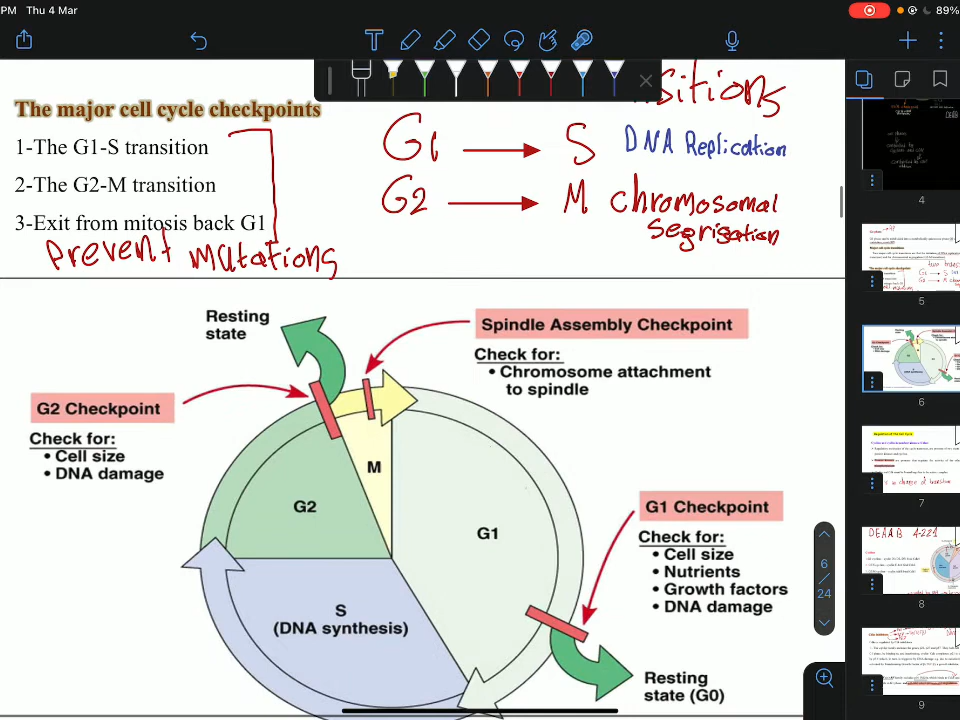 PM Thu 4 Mar
89%
sitions
The major cell cycle checkpoints
1-The G1-S transition
2-The G2-M transition
3-Exit from mitosis back G1
Prevent mutations
G1 → S DNA Replication
G2 → M chromosomal
segrigation
Resting
state
Spindle Assembly Checkpoint
Check for:
• Chromosome attachment
to spindle
G2 Checkpoint
Check for:
• Cell size
• DNA damage
M
G2
G1
G1 Checkpoint
Check for:
• Cell size
• Nutrients
• Growth factors
• DNA damage
S
(DNA synthesis)
Resting
state (G0)
6
/
24
4
5
6
7
8
9